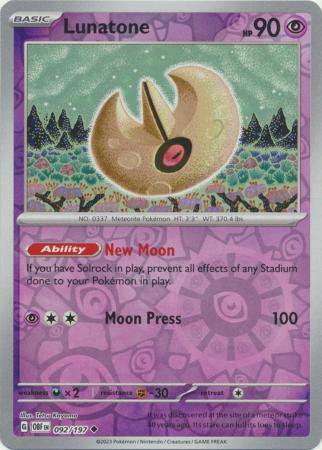 BASIC
Lunatone HP 90
NO. 0337 Meteorite Pokémon HT: 3'3" WT: 370.4 lbs
Ability New Moon
If you have Solrock in play, prevent all effects of any Stadium
done to your Pokémon in play.
Moon Press 100
weakness ×2 resistance -30 retreat
Illus. Tetsu Kayama
G OBF EN 092/197
It was discovered at the site of a meteor strike
40 years ago. Its stare can lull its foes to sleep.
©2023 Pokémon / Nintendo / Creatures / GAME FREAK